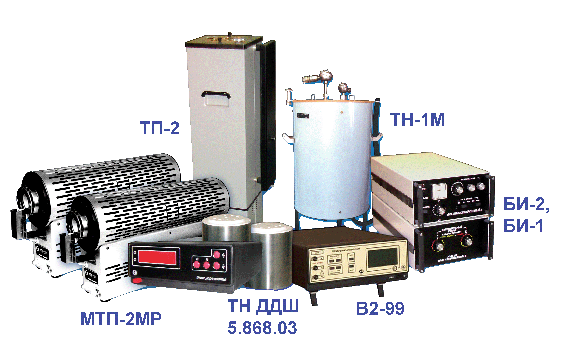 ТП-2
ТН-1М
БИ-2,
БИ-1
МТП-2МР
ТН ДДШ
5.868.03
В2-99